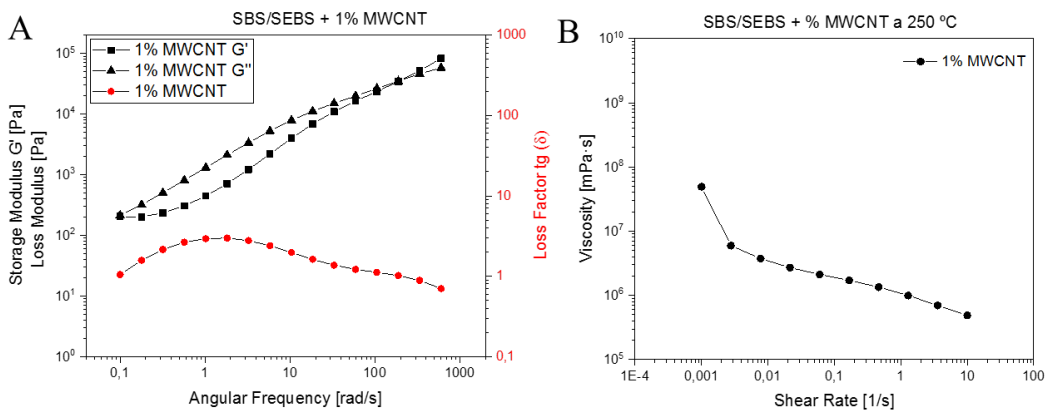 A
SBS/SEBS + 1% MWCNT
1% MWCNT G'
1% MWCNT G''
1% MWCNT
Storage Modulus G' [Pa]
Loss Modulus [Pa]
10^5
10^4
10^3
10^2
10^1
10^0
0,1
1
10
100
1000
Angular Frequency [rad/s]
1000
100
10
1
0,1
Loss Factor tg (δ)
B
SBS/SEBS + % MWCNT a 250 ºC
1% MWCNT
Viscosity [mPa·s]
10^10
10^9
10^8
10^7
10^6
10^5
1E-4
0,001
0,01
0,1
1
10
100
Shear Rate [1/s]